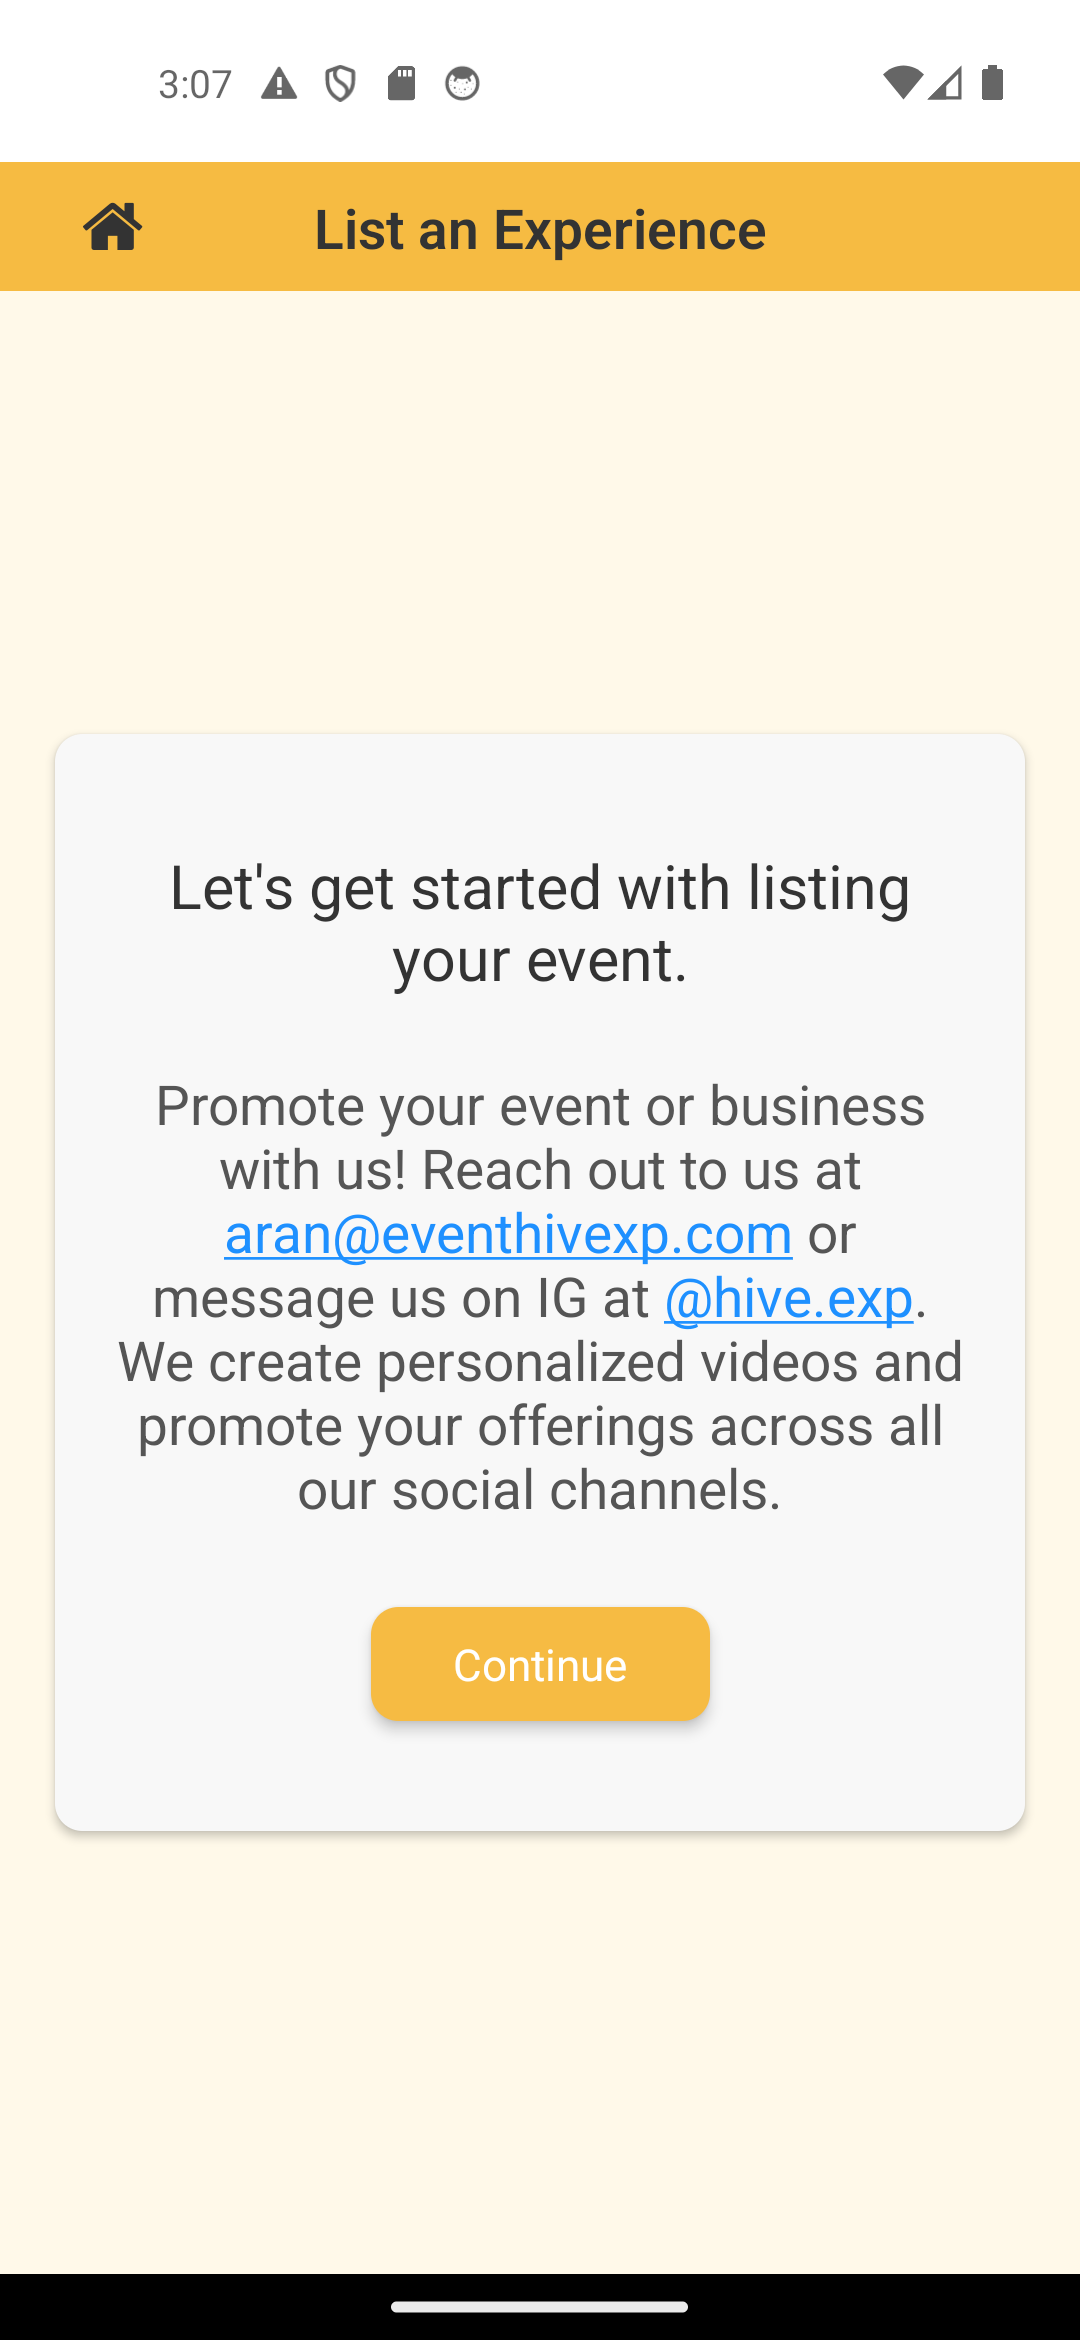 3:07
List an Experience
Let's get started with listing
your event.
Promote your event or business
with us! Reach out to us at
aran@eventhivexp.com or
message us on IG at @hive.exp.
We create personalized videos and
promote your offerings across all
our social channels.
Continue